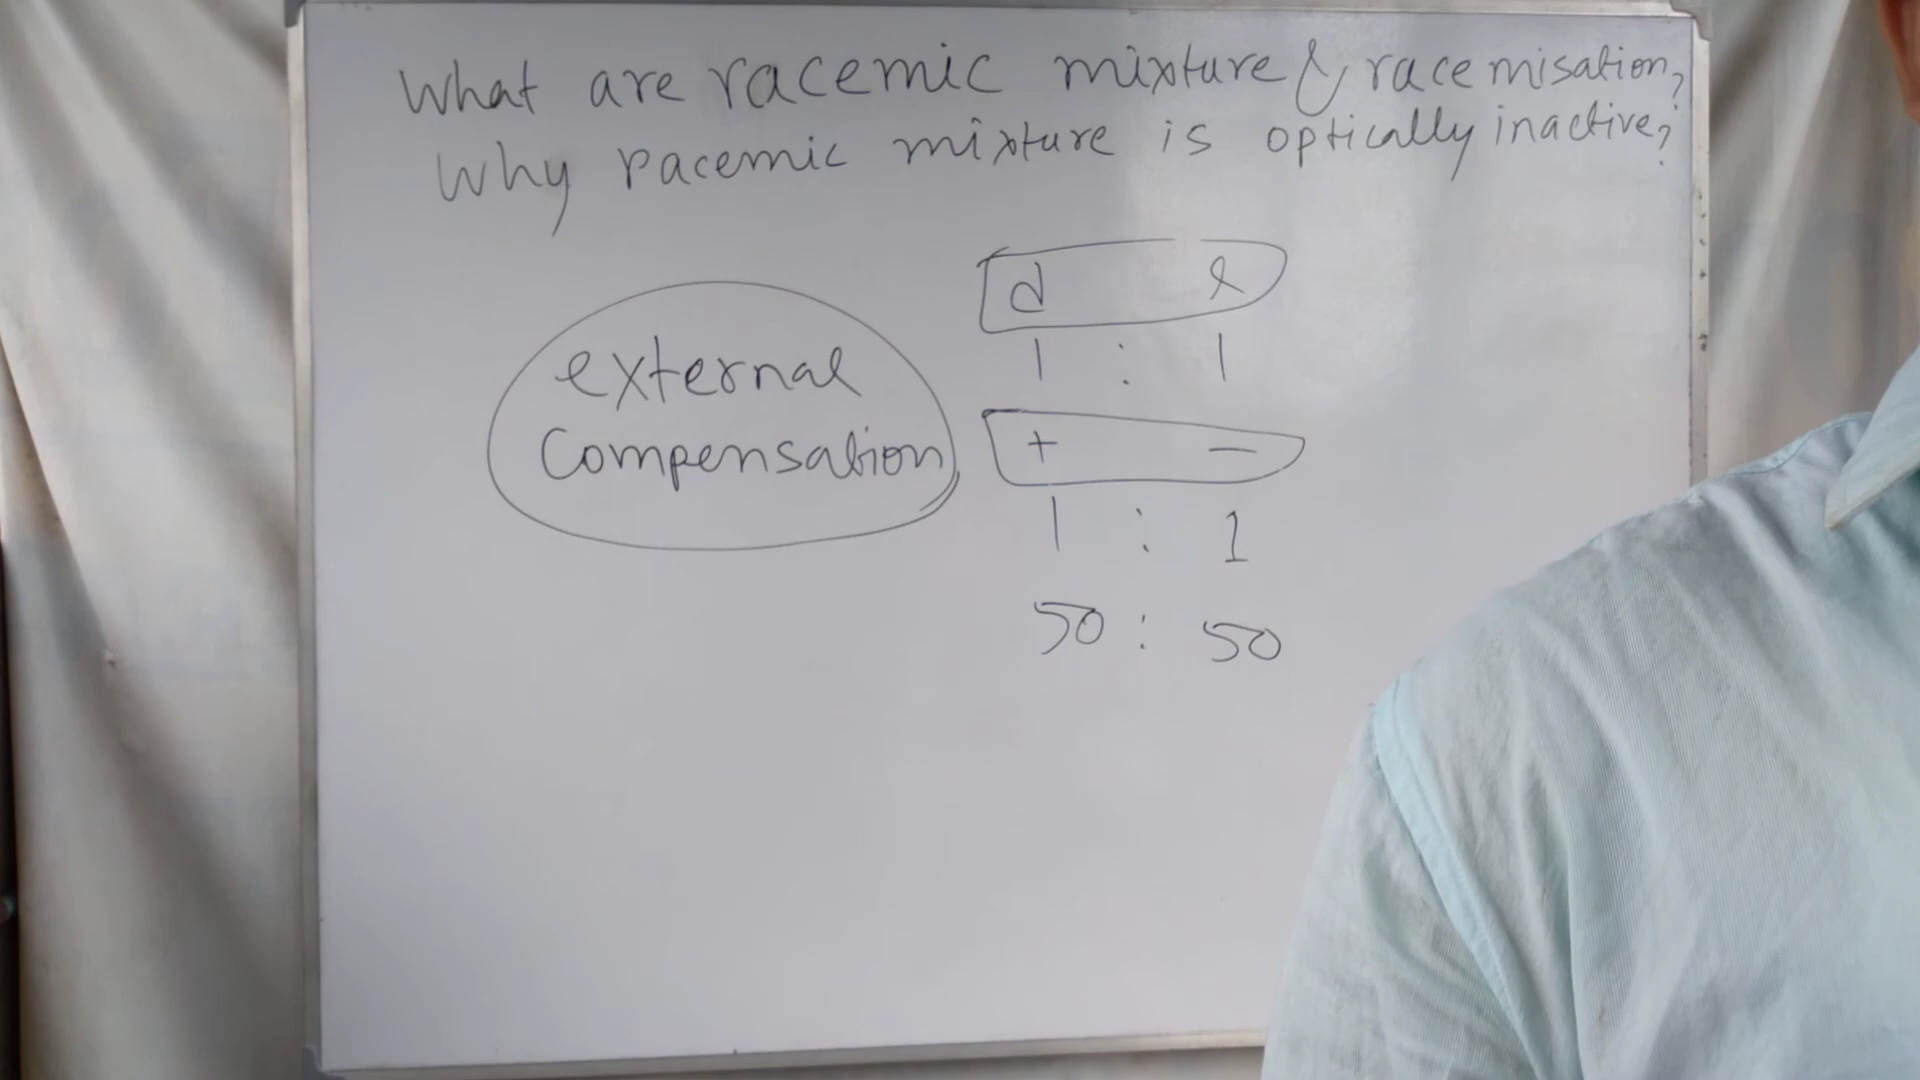 What are racemic mixture & racemisation?
Why racemic mixture is optically inactive?
d l
1 : 1
external
Compensation
+ –
1 : 1
50 : 50